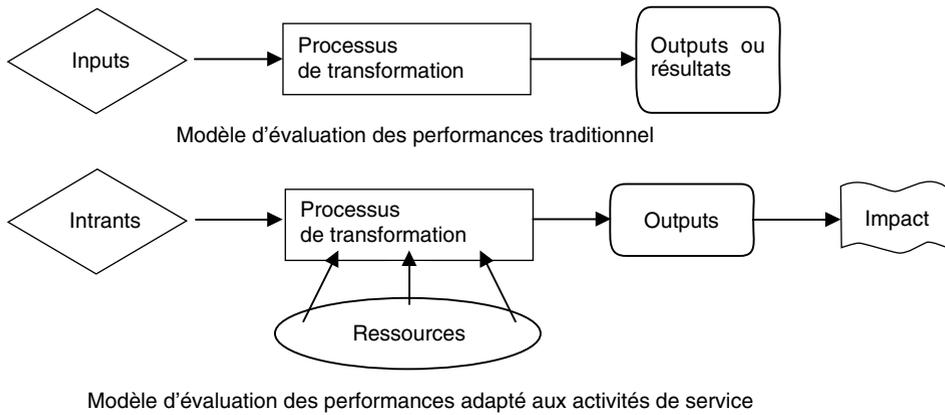 Inputs
Processus
de transformation
Outputs ou
résultats
Modèle d'évaluation des performances traditionnel
Intrants
Processus
de transformation
Outputs
Impact
Ressources
Modèle d'évaluation des performances adapté aux activités de service